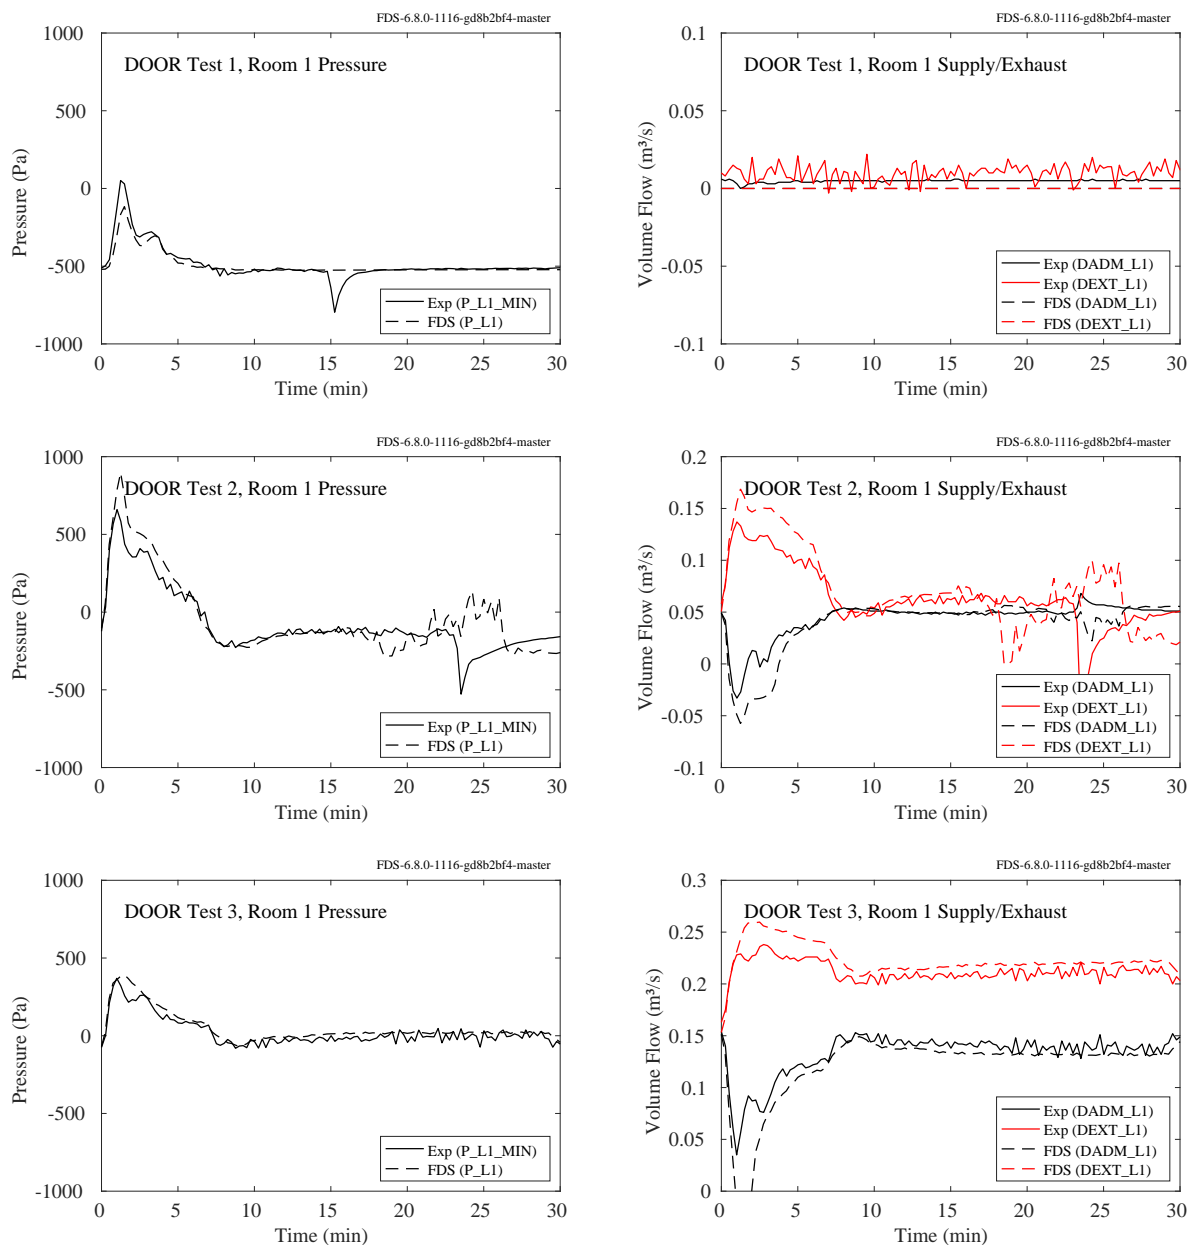 FDS-6.8.0-1116-gd8b2bf4-master
DOOR Test 1, Room 1 Pressure
1000
500
0
-500
-1000
Pressure (Pa)
Exp (P_L1_MIN)
FDS (P_L1)
0 5 10 15 20 25 30
Time (min)
FDS-6.8.0-1116-gd8b2bf4-master
DOOR Test 1, Room 1 Supply/Exhaust
0.1
0.05
0
-0.05
-0.1
Volume Flow (m³/s)
Exp (DADM_L1)
Exp (DEXT_L1)
FDS (DADM_L1)
FDS (DEXT_L1)
0 5 10 15 20 25 30
Time (min)
FDS-6.8.0-1116-gd8b2bf4-master
DOOR Test 2, Room 1 Pressure
1000
500
0
-500
-1000
Pressure (Pa)
Exp (P_L1_MIN)
FDS (P_L1)
0 5 10 15 20 25 30
Time (min)
FDS-6.8.0-1116-gd8b2bf4-master
DOOR Test 2, Room 1 Supply/Exhaust
0.2
0.15
0.1
0.05
0
-0.05
-0.1
Volume Flow (m³/s)
Exp (DADM_L1)
Exp (DEXT_L1)
FDS (DADM_L1)
FDS (DEXT_L1)
0 5 10 15 20 25 30
Time (min)
FDS-6.8.0-1116-gd8b2bf4-master
DOOR Test 3, Room 1 Pressure
1000
500
0
-500
-1000
Pressure (Pa)
Exp (P_L1_MIN)
FDS (P_L1)
0 5 10 15 20 25 30
Time (min)
FDS-6.8.0-1116-gd8b2bf4-master
DOOR Test 3, Room 1 Supply/Exhaust
0.3
0.25
0.2
0.15
0.1
0.05
0
Volume Flow (m³/s)
Exp (DADM_L1)
Exp (DEXT_L1)
FDS (DADM_L1)
FDS (DEXT_L1)
0 5 10 15 20 25 30
Time (min)